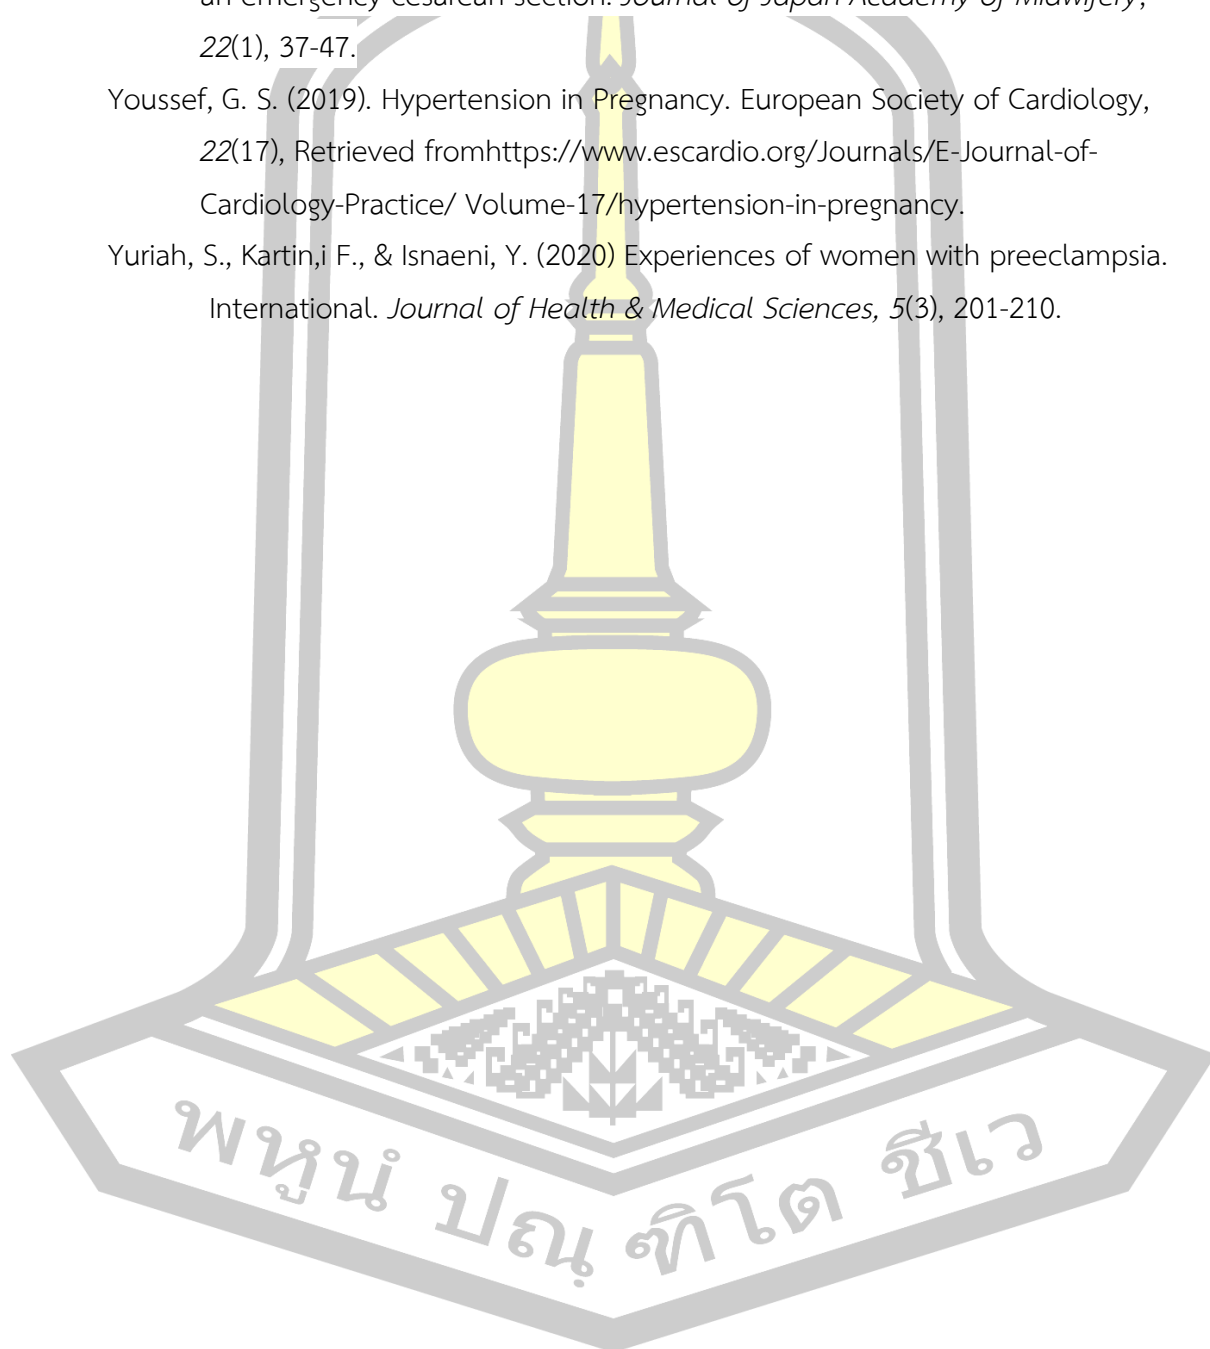 an emergency cesarean section. Journal of Japan Academy of Midwifery,
22(1), 37-47.
Youssef, G. S. (2019). Hypertension in Pregnancy. European Society of Cardiology,
22(17), Retrieved fromhttps://www.escardio.org/Journals/E-Journal-of-
Cardiology-Practice/ Volume-17/hypertension-in-pregnancy.
Yuriah, S., Kartin,i F., & Isnaeni, Y. (2020) Experiences of women with preeclampsia.
International. Journal of Health & Medical Sciences, 5(3), 201-210.
พหูนํ ปณฺฑิโต ชีเว